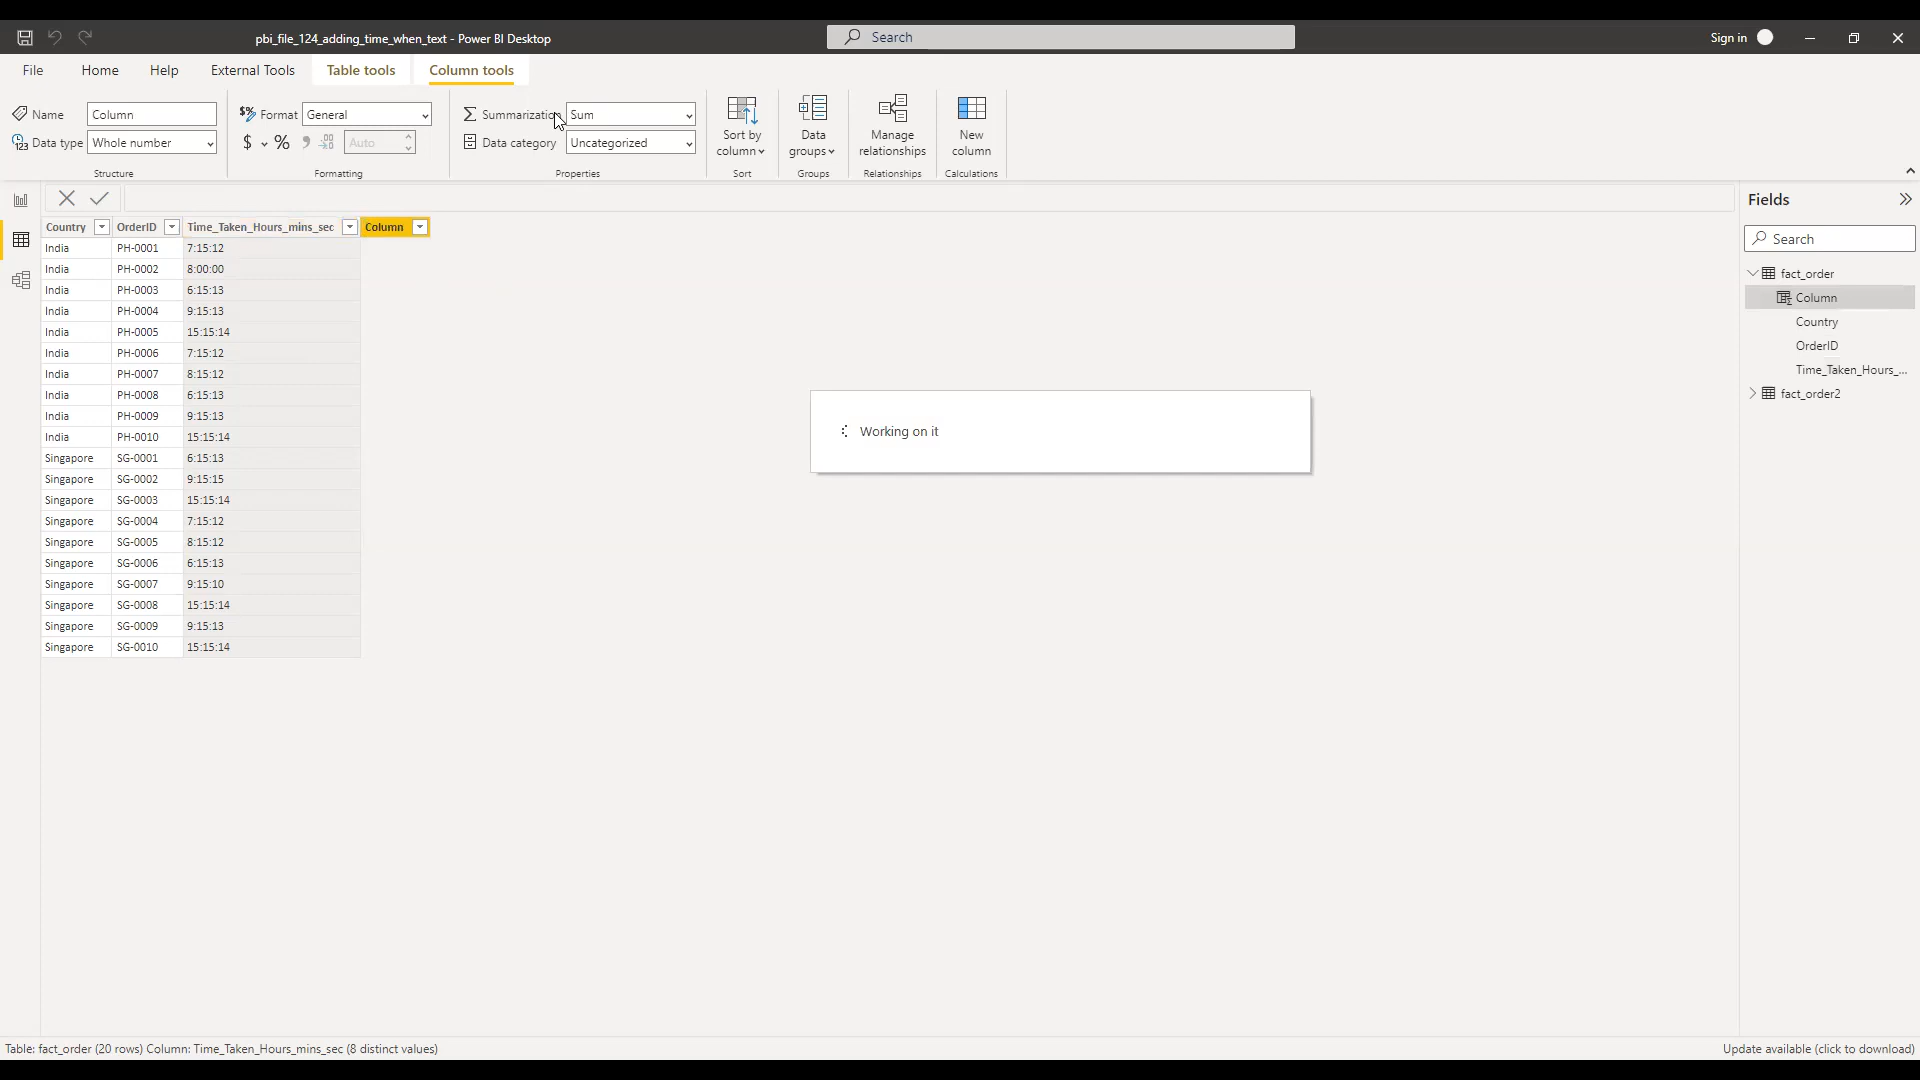 pbi_file_124_adding_time_when_text - Power BI Desktop
Search
Sign in
File Home Help External Tools Table tools Column tools
Name Column
Data type Whole number
Structure
Format General
$ % Auto
Formatting
Summarization Sum
Data category Uncategorized
Properties
Sort by column
Sort
Data groups
Groups
Manage relationships
Relationships
New column
Calculations
Country OrderID Time_Taken_Hours_mins_sec Column
India PH-0001 7:15:12
India PH-0002 8:00:00
India PH-0003 6:15:13
India PH-0004 9:15:13
India PH-0005 15:15:14
India PH-0006 7:15:12
India PH-0007 8:15:12
India PH-0008 6:15:13
India PH-0009 9:15:13
India PH-0010 15:15:14
Singapore SG-0001 6:15:13
Singapore SG-0002 9:15:15
Singapore SG-0003 15:15:14
Singapore SG-0004 7:15:12
Singapore SG-0005 8:15:12
Singapore SG-0006 6:15:13
Singapore SG-0007 9:15:10
Singapore SG-0008 15:15:14
Singapore SG-0009 9:15:13
Singapore SG-0010 15:15:14
Working on it
Fields
Search
fact_order
Column
Country
OrderID
Time_Taken_Hours_...
fact_order2
Table: fact_order (20 rows) Column: Time_Taken_Hours_mins_sec (8 distinct values)
Update available (click to download)